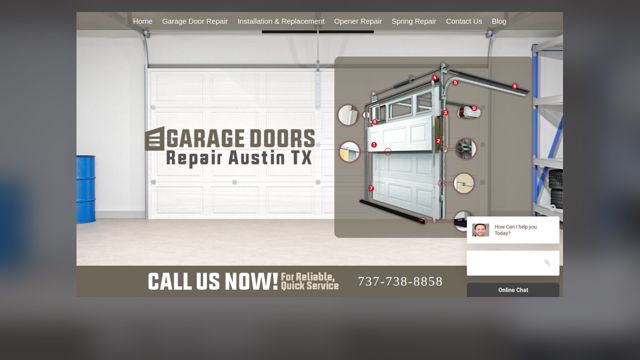 Home Garage Door Repair Installation & Replacement Opener Repair Spring Repair Contact Us Blog
GARAGE DOORS
Repair Austin TX
How Can I help you
Today?
CALL US NOW! For Reliable,
Quick Service
737-738-8858
Online Chat